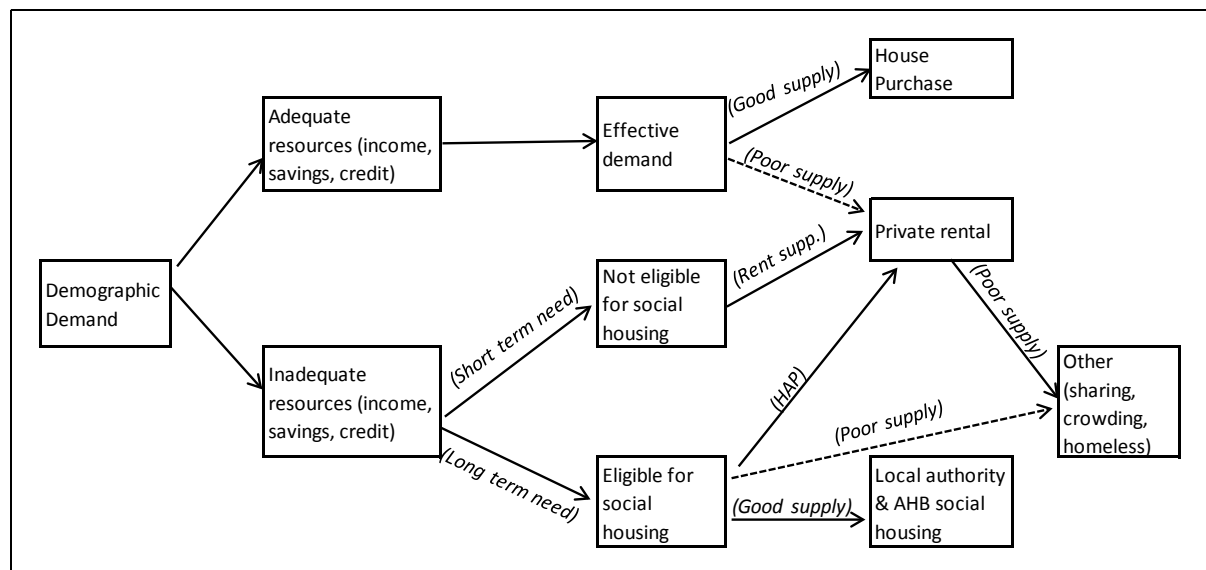 House
Purchase
(Good supply)
Adequate
resources (income,
savings, credit)
Effective
demand
(Poor supply)
Private rental
(Rent supp.)
Demographic
Demand
Not eligible
for social
housing
(Short term need)
(Poor supply)
Inadequate
resources (income,
savings, credit)
(HAP)
Other
(sharing,
crowding,
homeless)
(Poor supply)
(Long term need)
Eligible for
social
housing
(Good supply)
Local authority
& AHB social
housing